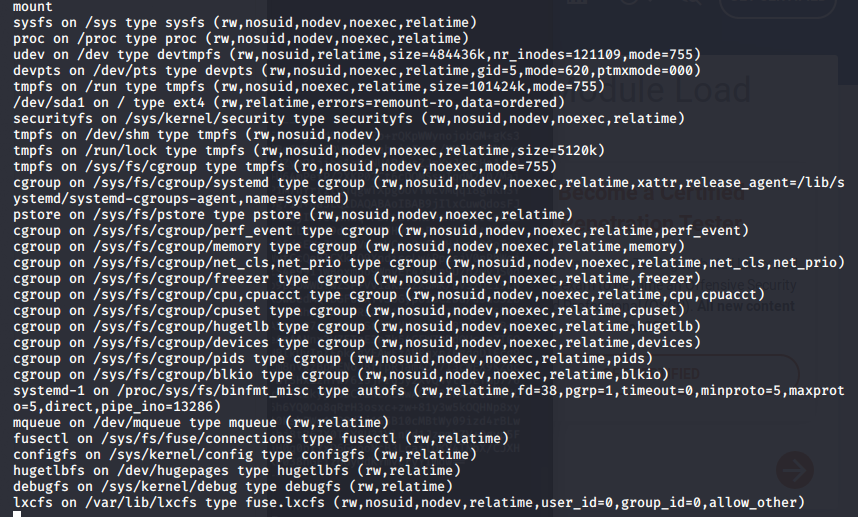 mount
sysfs on /sys type sysfs (rw,nosuid,nodev,noexec,relatime)
proc on /proc type proc (rw,nosuid,nodev,noexec,relatime)
udev on /dev type devtmpfs (rw,nosuid,relatime,size=484436k,nr_inodes=121109,mode=755)
devpts on /dev/pts type devpts (rw,nosuid,noexec,relatime,gid=5,mode=620,ptmxmode=000)
tmpfs on /run type tmpfs (rw,nosuid,noexec,relatime,size=101424k,mode=755)
/dev/sda1 on / type ext4 (rw,relatime,errors=remount-ro,data=ordered)
securityfs on /sys/kernel/security type securityfs (rw,nosuid,nodev,noexec,relatime)
tmpfs on /dev/shm type tmpfs (rw,nosuid,nodev)
tmpfs on /run/lock type tmpfs (rw,nosuid,nodev,noexec,relatime,size=5120k)
tmpfs on /sys/fs/cgroup type tmpfs (ro,nosuid,nodev,noexec,mode=755)
cgroup on /sys/fs/cgroup/systemd type cgroup (rw,nosuid,nodev,noexec,relatime,xattr,release_agent=/lib/s
ystemd/systemd-cgroups-agent,name=systemd)
pstore on /sys/fs/pstore type pstore (rw,nosuid,nodev,noexec,relatime)
cgroup on /sys/fs/cgroup/perf_event type cgroup (rw,nosuid,nodev,noexec,relatime,perf_event)
cgroup on /sys/fs/cgroup/memory type cgroup (rw,nosuid,nodev,noexec,relatime,memory)
cgroup on /sys/fs/cgroup/net_cls,net_prio type cgroup (rw,nosuid,nodev,noexec,relatime,net_cls,net_prio)
cgroup on /sys/fs/cgroup/freezer type cgroup (rw,nosuid,nodev,noexec,relatime,freezer)
cgroup on /sys/fs/cgroup/cpu,cpuacct type cgroup (rw,nosuid,nodev,noexec,relatime,cpu,cpuacct)
cgroup on /sys/fs/cgroup/cpuset type cgroup (rw,nosuid,nodev,noexec,relatime,cpuset)
cgroup on /sys/fs/cgroup/hugetlb type cgroup (rw,nosuid,nodev,noexec,relatime,hugetlb)
cgroup on /sys/fs/cgroup/devices type cgroup (rw,nosuid,nodev,noexec,relatime,devices)
cgroup on /sys/fs/cgroup/pids type cgroup (rw,nosuid,nodev,noexec,relatime,pids)
cgroup on /sys/fs/cgroup/blkio type cgroup (rw,nosuid,nodev,noexec,relatime,blkio)
systemd-1 on /proc/sys/fs/binfmt_misc type autofs (rw,relatime,fd=38,pgrp=1,timeout=0,minproto=5,maxprot
o=5,direct,pipe_ino=13286)
mqueue on /dev/mqueue type mqueue (rw,relatime)
fusectl on /sys/fs/fuse/connections type fusectl (rw,relatime)
configfs on /sys/kernel/config type configfs (rw,relatime)
hugetlbfs on /dev/hugepages type hugetlbfs (rw,relatime)
debugfs on /sys/kernel/debug type debugfs (rw,relatime)
lxcfs on /var/lib/lxcfs type fuse.lxcfs (rw,nosuid,nodev,relatime,user_id=0,group_id=0,allow_other)